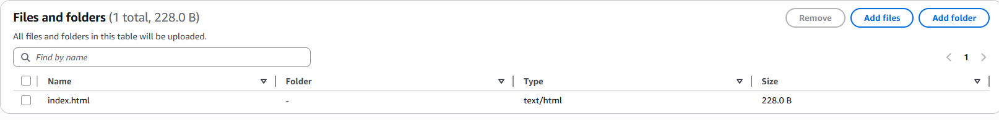 Files and folders (1 total, 228.0 B)
Remove Add files Add folder
All files and folders in this table will be uploaded.
Find by name
1
Name Folder Type Size
index.html - text/html 228.0 B